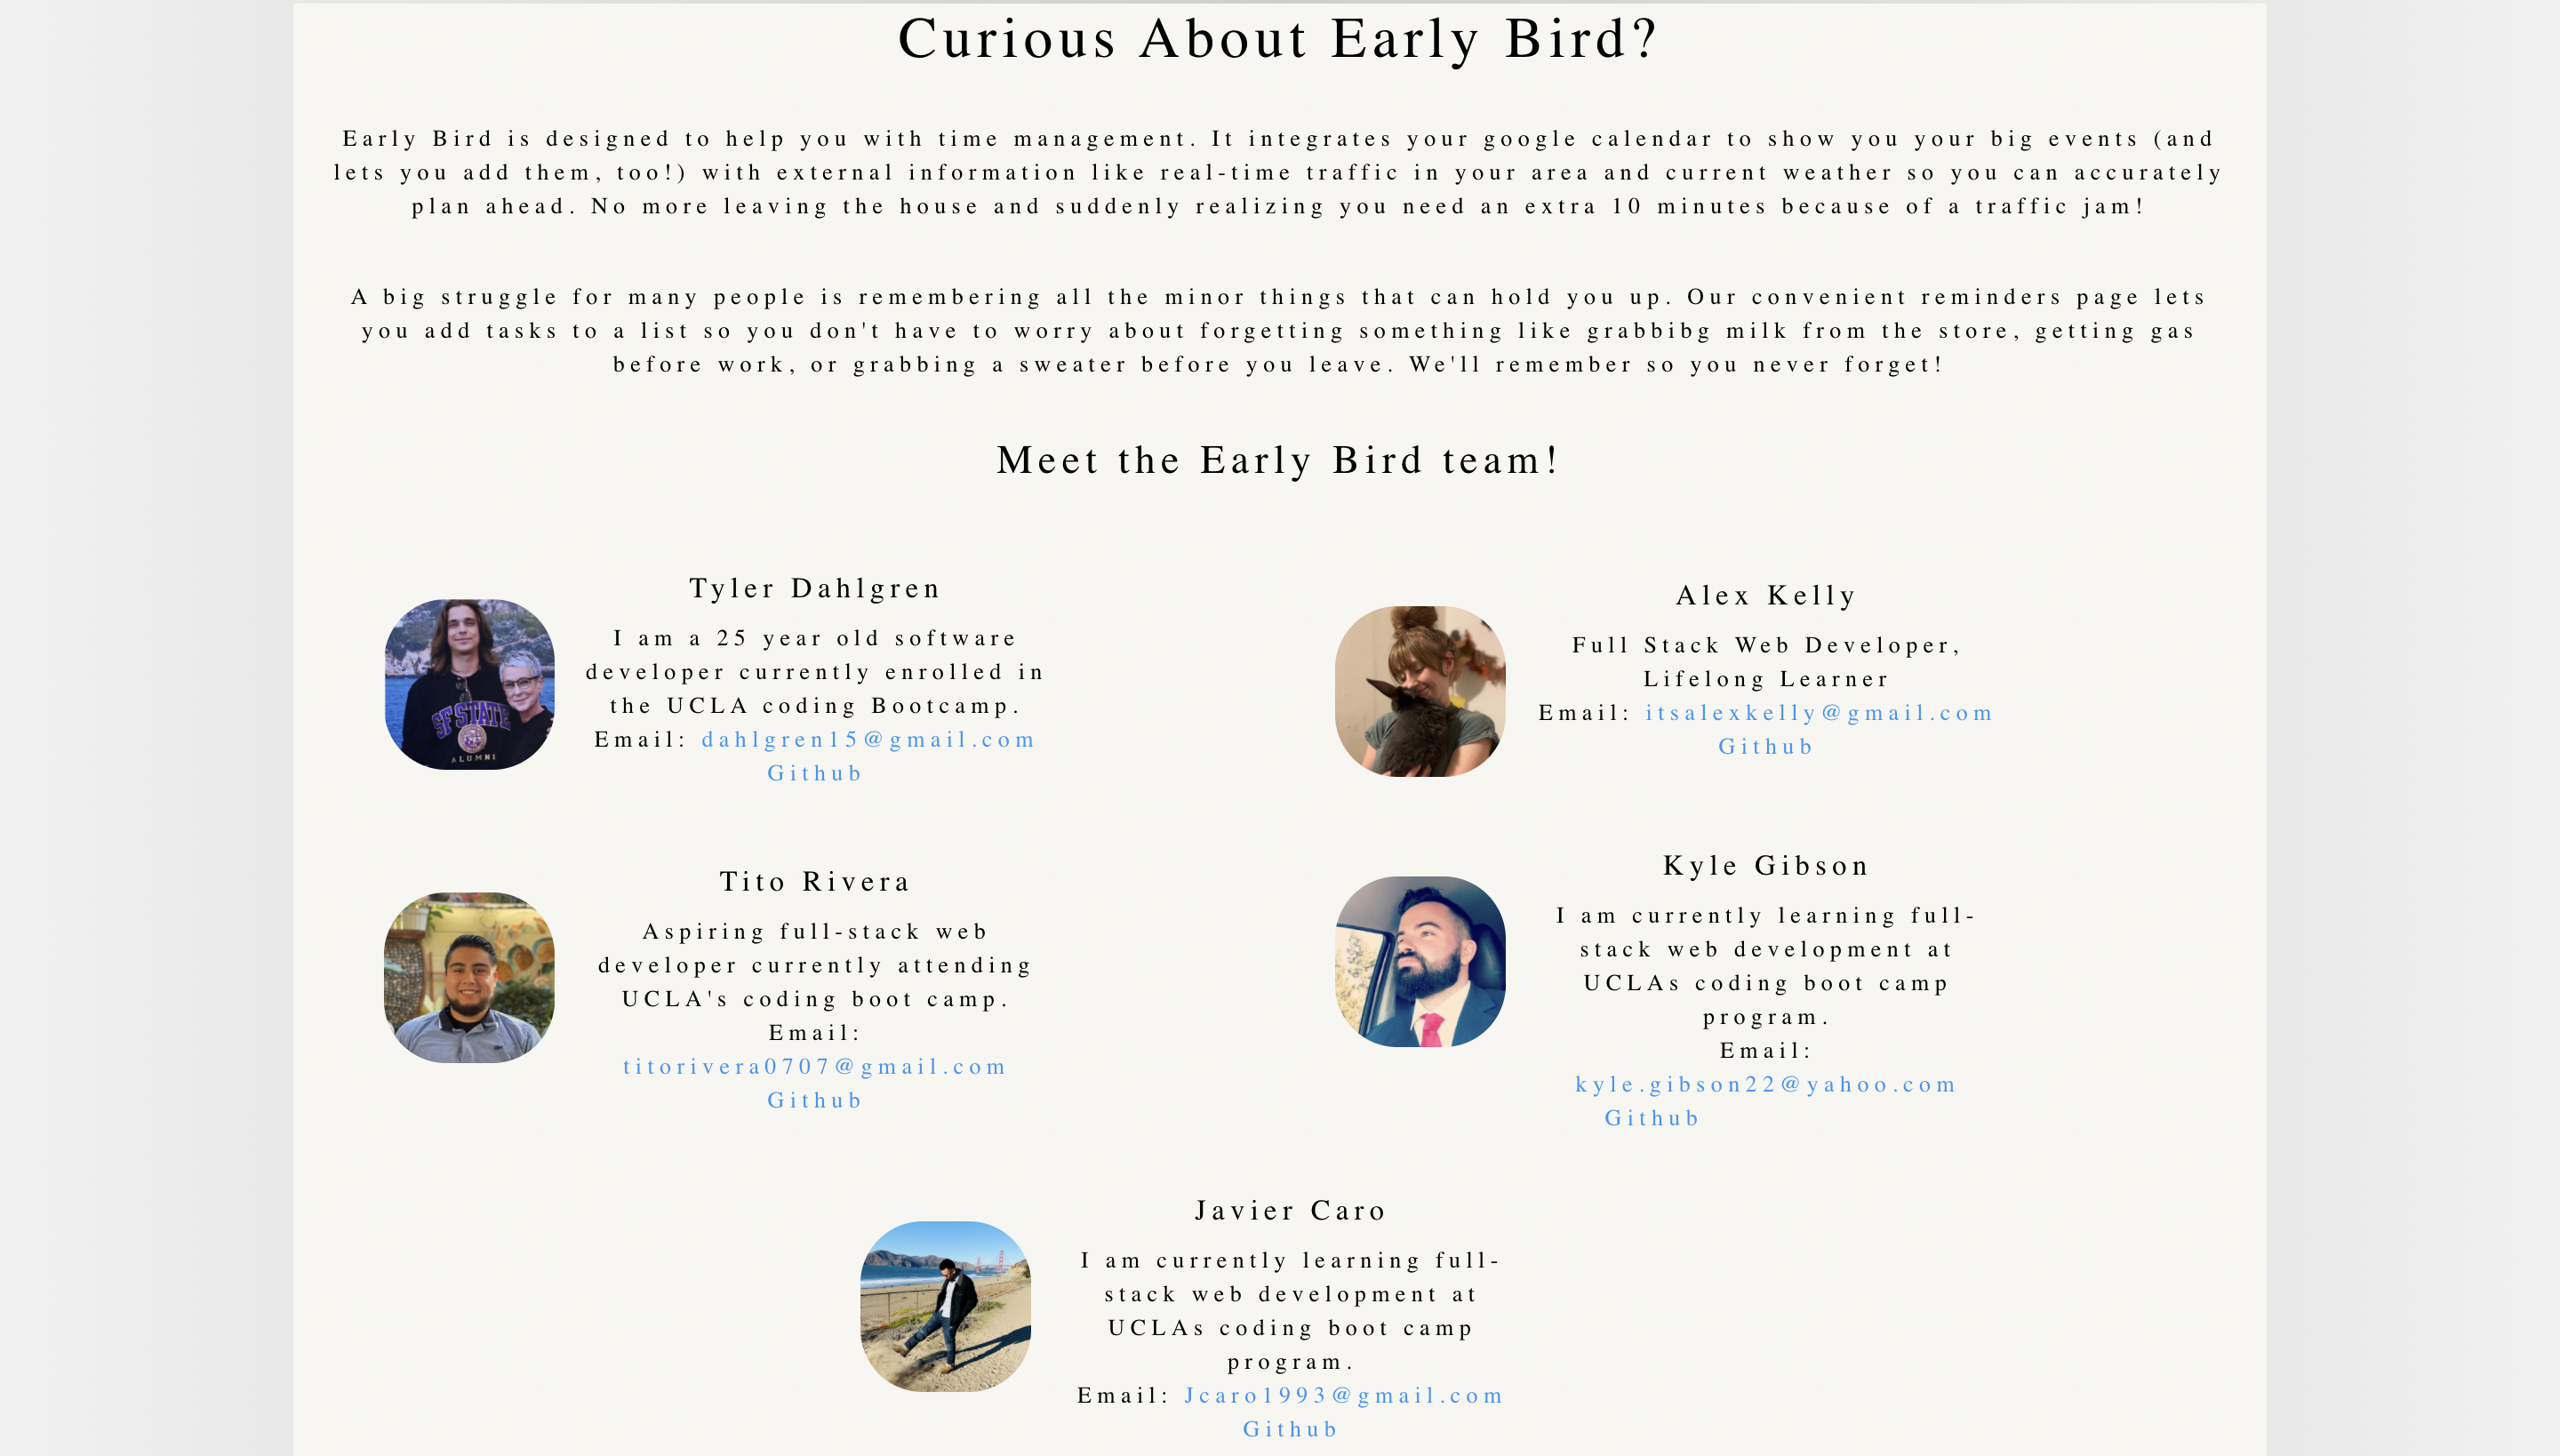 Curious About Early Bird?
Early Bird is designed to help you with time management. It integrates your google calendar to show you your big events (and
lets you add them, too!) with external information like real-time traffic in your area and current weather so you can accurately
plan ahead. No more leaving the house and suddenly realizing you need an extra 10 minutes because of a traffic jam!
A big struggle for many people is remembering all the minor things that can hold you up. Our convenient reminders page lets
you add tasks to a list so you don't have to worry about forgetting something like grabbibg milk from the store, getting gas
before work, or grabbing a sweater before you leave. We'll remember so you never forget!
Meet the Early Bird team!
SF STATE
ALUMNI
Tyler Dahlgren
I am a 25 year old software
developer currently enrolled in
the UCLA coding Bootcamp.
Email: dahlgren15@gmail.com
Github
Alex Kelly
Full Stack Web Developer,
Lifelong Learner
Email: itsalexkelly@gmail.com
Github
Tito Rivera
Aspiring full-stack web
developer currently attending
UCLA's coding boot camp.
Email:
titorivera0707@gmail.com
Github
Kyle Gibson
I am currently learning full-
stack web development at
UCLAs coding boot camp
program.
Email:
kyle.gibson22@yahoo.com
Github
Javier Caro
I am currently learning full-
stack web development at
UCLAs coding boot camp
program.
Email: Jcaro1993@gmail.com
Github